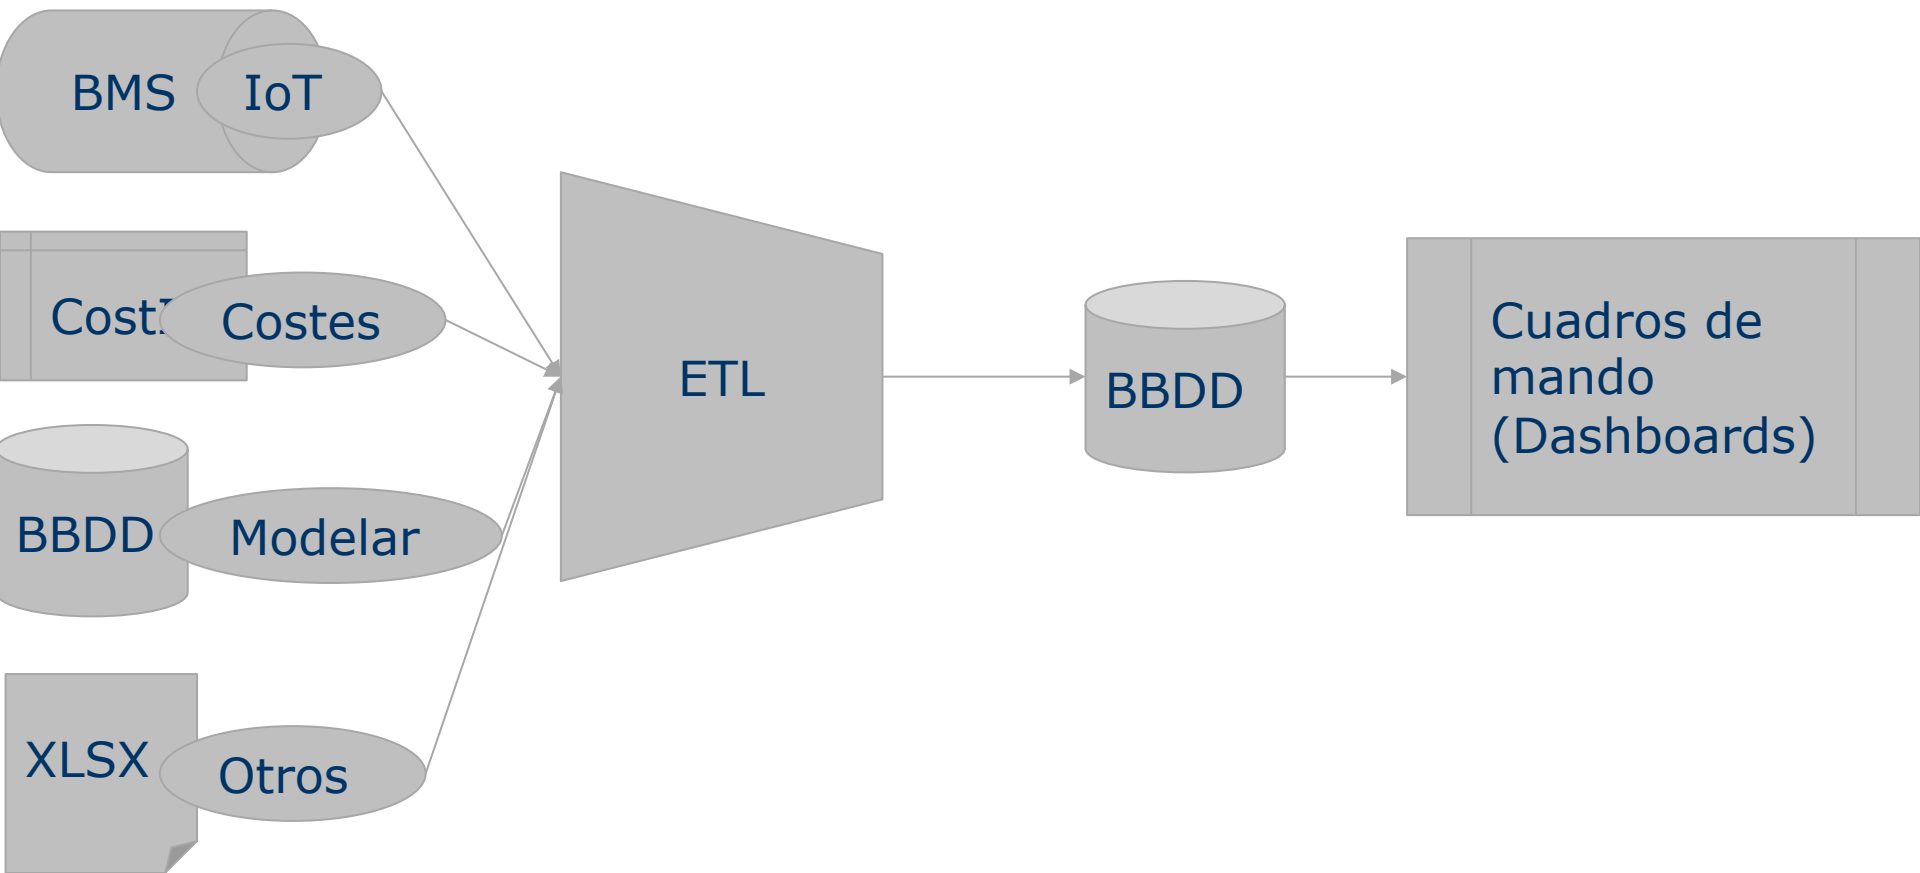 BMS
IoT
Costes
ETL
Cuadros de
mando
(Dashboards)
BBDD
BBDD
Modelar
XLSX
Otros